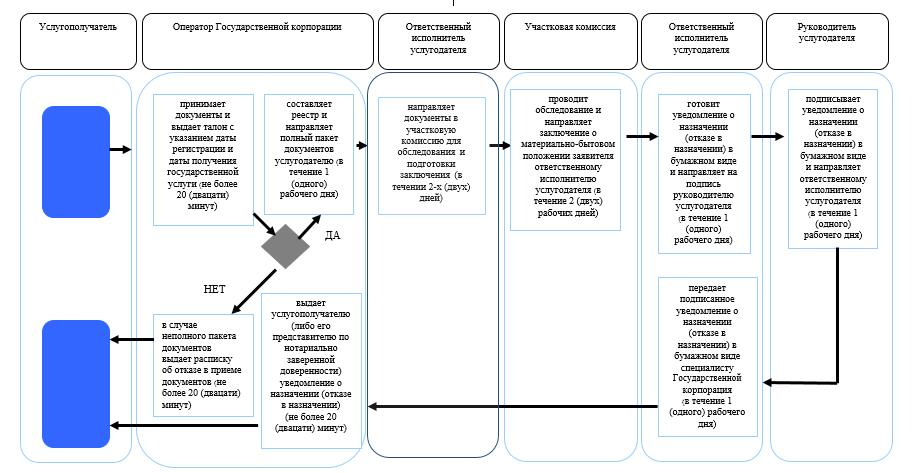 Услугополучатель
Оператор Государственной корпорации
Ответственный
исполнитель
услугодателя
Участковая комиссия
Ответственный
исполнитель
услугодателя
Руководитель
услугодателя
принимает
документы и
выдает талон с
указанием даты
регистрации и
даты получения
государственной
услуги (не более
20 (двацати)
минут)
составляет
реестр и
направляет
полный пакет
документов
услугодателю (в
течение 1
(одного)
рабочего дня)
направляет
документы в
участковую
комиссию для
обследования и
подготовки
заключения (в
течении 2-х (двух)
дней)
проводит
обследование и
направляет
заключение о
материально-бытовом
положении заявителя
ответственному
исполнителю
услугодателя (в
течение 2 (двух)
рабочих дней)
готовит
уведомление о
назначении
(отказе в
назначении) в
бумажном виде
и направляет на
подпись
руководителю
услугодателя
(в течение 1
(одного)
рабочего дня)
подписывает
уведомление о
назначении
(отказе в
назначении) в
бумажном виде
и направляет
ответственному
исполнителю
услугодателя
(в течение 1
(одного)
рабочего дня)
ДА
НЕТ
в случае
неполного пакета
документов
выдает расписку
об отказе в приеме
документов (не
более 20 (двацати)
минут)
выдает
услугополучателю
(либо его
представителю по
нотариально
заверенной
доверенности)
уведомление о
назначении (отказе
в назначении)
(не более 20
(двацати) минут)
передает
подписанное
уведомление о
назначении
(отказе в
назначении) в
бумажном виде
специалисту
Государственной
корпорация
(в течение 1
(одного) рабочего
дня)